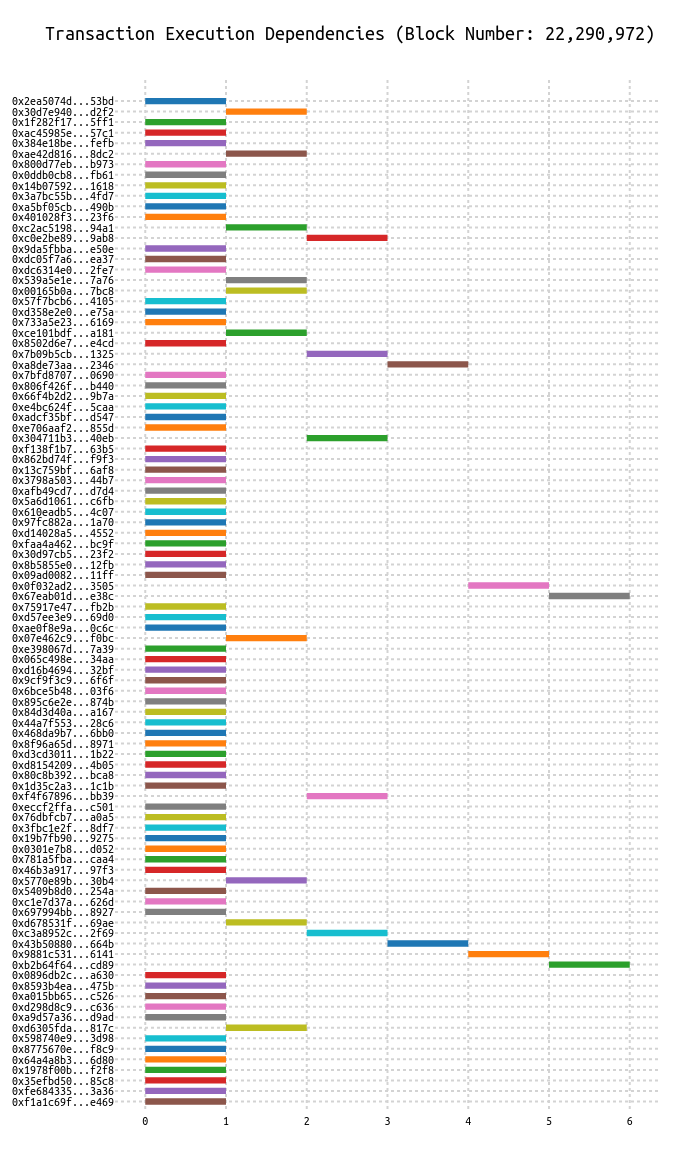 Transaction Execution Dependencies (Block Number: 22,290,972)
0x2ea5074d...53bd
0x30d7e940...d2f2
0x1f282f17...5ff1
0xac45985e...57c1
0x384e18be...fefb
0xae42d816...8dc2
0x800d77eb...b973
0x0ddb0cb8...fb61
0x14b07592...1618
0x3a7bc55b...4fd7
0xa5bf05cb...490b
0x401028f3...23f6
0xc2ac5198...94a1
0xc0e2be89...9ab8
0x9da5fbba...e50e
0xdc05f7a6...ea37
0xdc6314e0...2fe7
0x539a5e1e...7a76
0x00165b0a...7bc8
0x57f7bcb6...4105
0xd358e2e0...e75a
0x733a5e23...6169
0xce101bdf...a181
0x8502d6e7...e4cd
0x7b09b5cb...1325
0xa8de73aa...2346
0x7bfd8707...0690
0x806f426f...b440
0x66f4b2d2...9b7a
0xe4bc624f...5caa
0xadcf35bf...d547
0xe706aaf2...855d
0x304711b3...40eb
0xf138f1b7...63b5
0x862bd74f...f9f3
0x13c759bf...6af8
0x3798a503...44b7
0xafb49cd7...d7d4
0x5a6d1061...c6fb
0x610eadb5...4c07
0x97fc882a...1a70
0xd14028a5...4552
0xfaa4a462...bc9f
0x30d97cb5...23f2
0x8b5855e0...12fb
0x09ad0082...11ff
0x0f032ad2...3505
0x67eab01d...e38c
0x75917e47...fb2b
0xd57ee3e9...69d0
0xae0f8e9a...0c6c
0x07e462c9...f0bc
0xe398067d...7a39
0x065c498e...34aa
0xd16b4694...32bf
0x9cf9f3c9...6f6f
0x6bce5b48...03f6
0x895c6e2e...874b
0x84d3d40a...a167
0x44a7f553...28c6
0x468da9b7...6bb0
0x8f96a65d...8971
0xd3cd3011...1b22
0xd8154209...4b05
0x80c8b392...bca8
0x1d35c2a3...1c1b
0xf4f67896...bb39
0xeccf2ffa...c501
0x76dbfcb7...a0a5
0x3fbc1e2f...8df7
0x19b7fb90...9275
0x0301e7b8...d052
0x781a5fba...caa4
0x46b3a917...97f3
0x5770e89b...30b4
0x5409b8d0...254a
0xc1e7d37a...626d
0x697994bb...8927
0xd678531f...69ae
0xc3a8952c...2f69
0x43b50880...664b
0x9881c531...6141
0xb2b64f64...cd89
0x0896db2c...a630
0x8593b4ea...475b
0xa015bb65...c526
0xd298d8c9...c636
0xa9d57a36...d9ad
0xd6305fda...817c
0x598740e9...3d98
0x8775670e...f8c9
0x64a4a8b3...6d80
0x1978f00b...f2f8
0x35efbd50...85c8
0xfe684335...3a36
0xf1a1c69f...e469
0 1 2 3 4 5 6